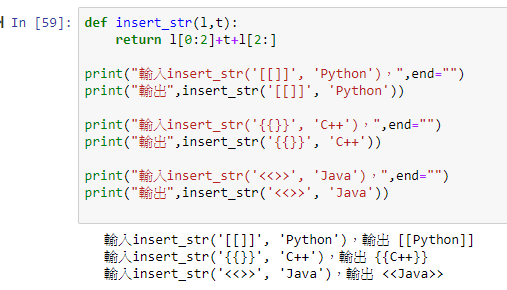 In [59]:
def insert_str(l,t):
    return l[0:2]+t+l[2:]
print("輸入insert_str('[[]]', 'Python')，",end="")
print("輸出",insert_str('[[]]', 'Python'))
print("輸入insert_str('{{}}', 'C++')，",end="")
print("輸出",insert_str('{{}}', 'C++'))
print("輸入insert_str('<<>>', 'Java')，",end="")
print("輸出",insert_str('<<>>', 'Java'))
輸入insert_str('[[]]', 'Python')，輸出 [[Python]]
輸入insert_str('{{}}', 'C++')，輸出 {{C++}}
輸入insert_str('<<>>', 'Java')，輸出 <<Java>>